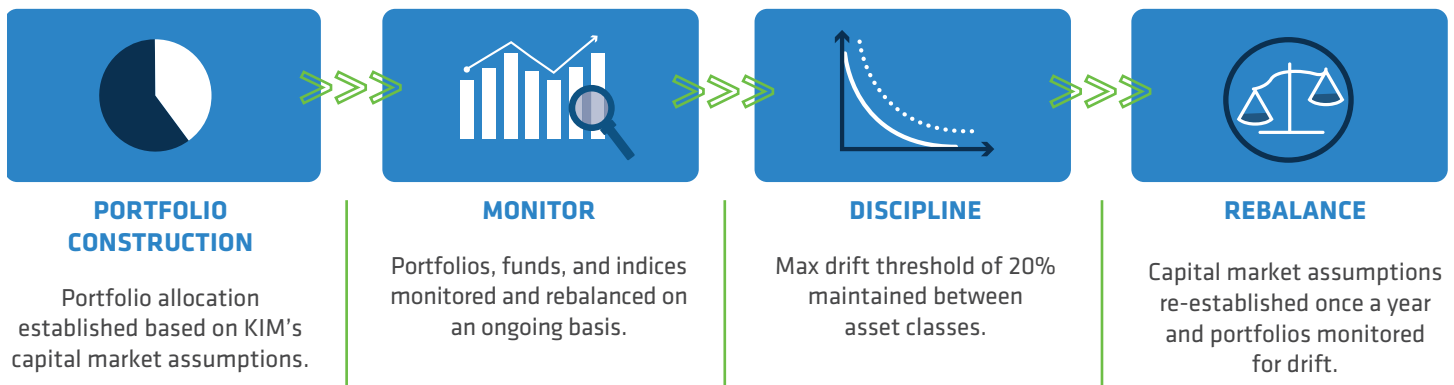 PORTFOLIO
CONSTRUCTION
Portfolio allocation
established based on KIM's
capital market assumptions.
MONITOR
Portfolios, funds, and indices
monitored and rebalanced on
an ongoing basis.
DISCIPLINE
Max drift threshold of 20%
maintained between
asset classes.
REBALANCE
Capital market assumptions
re-established once a year
and portfolios monitored
for drift.